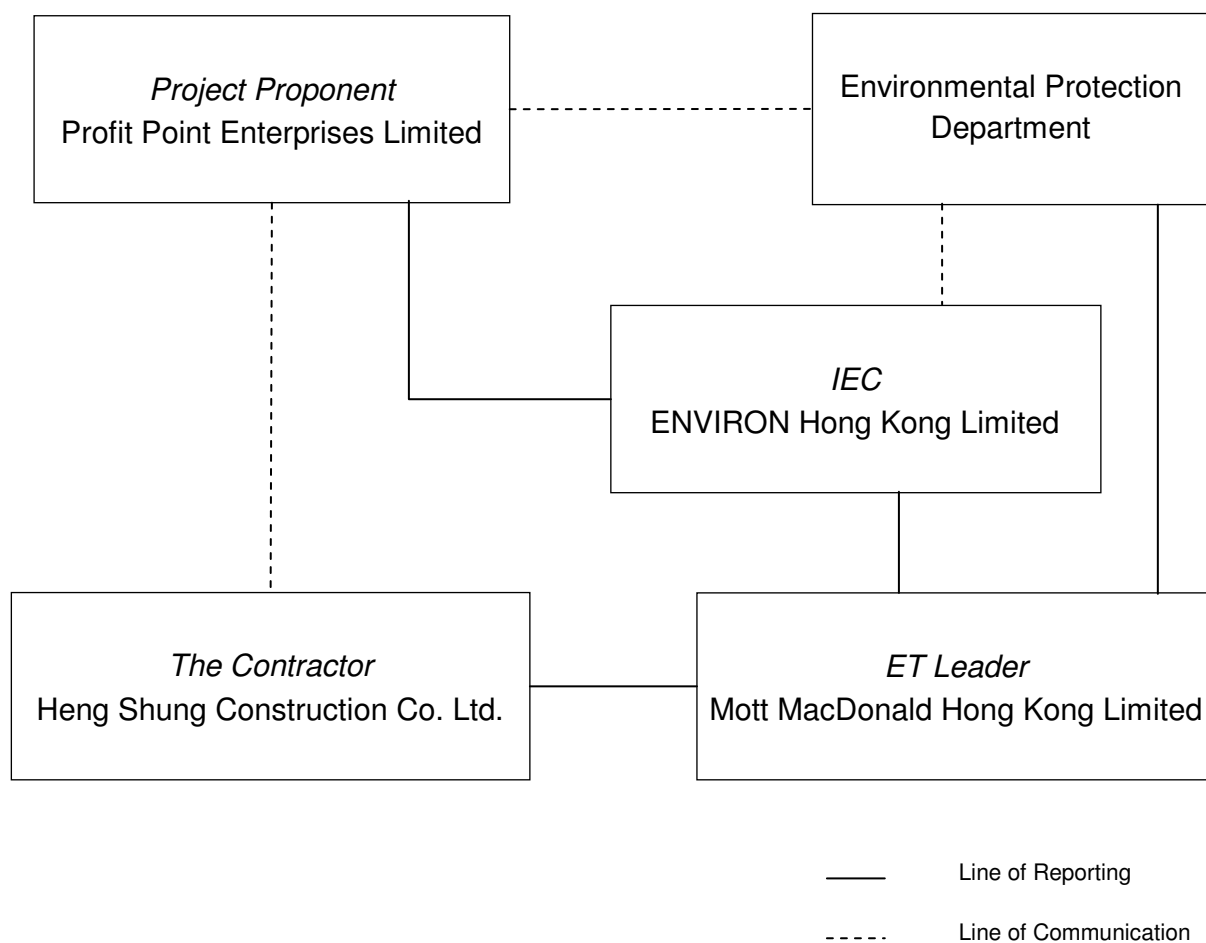 Project Proponent
Profit Point Enterprises Limited
Environmental Protection
Department
IEC
ENVIRON Hong Kong Limited
The Contractor
Heng Shung Construction Co. Ltd.
ET Leader
Mott MacDonald Hong Kong Limited
Line of Reporting
Line of Communication